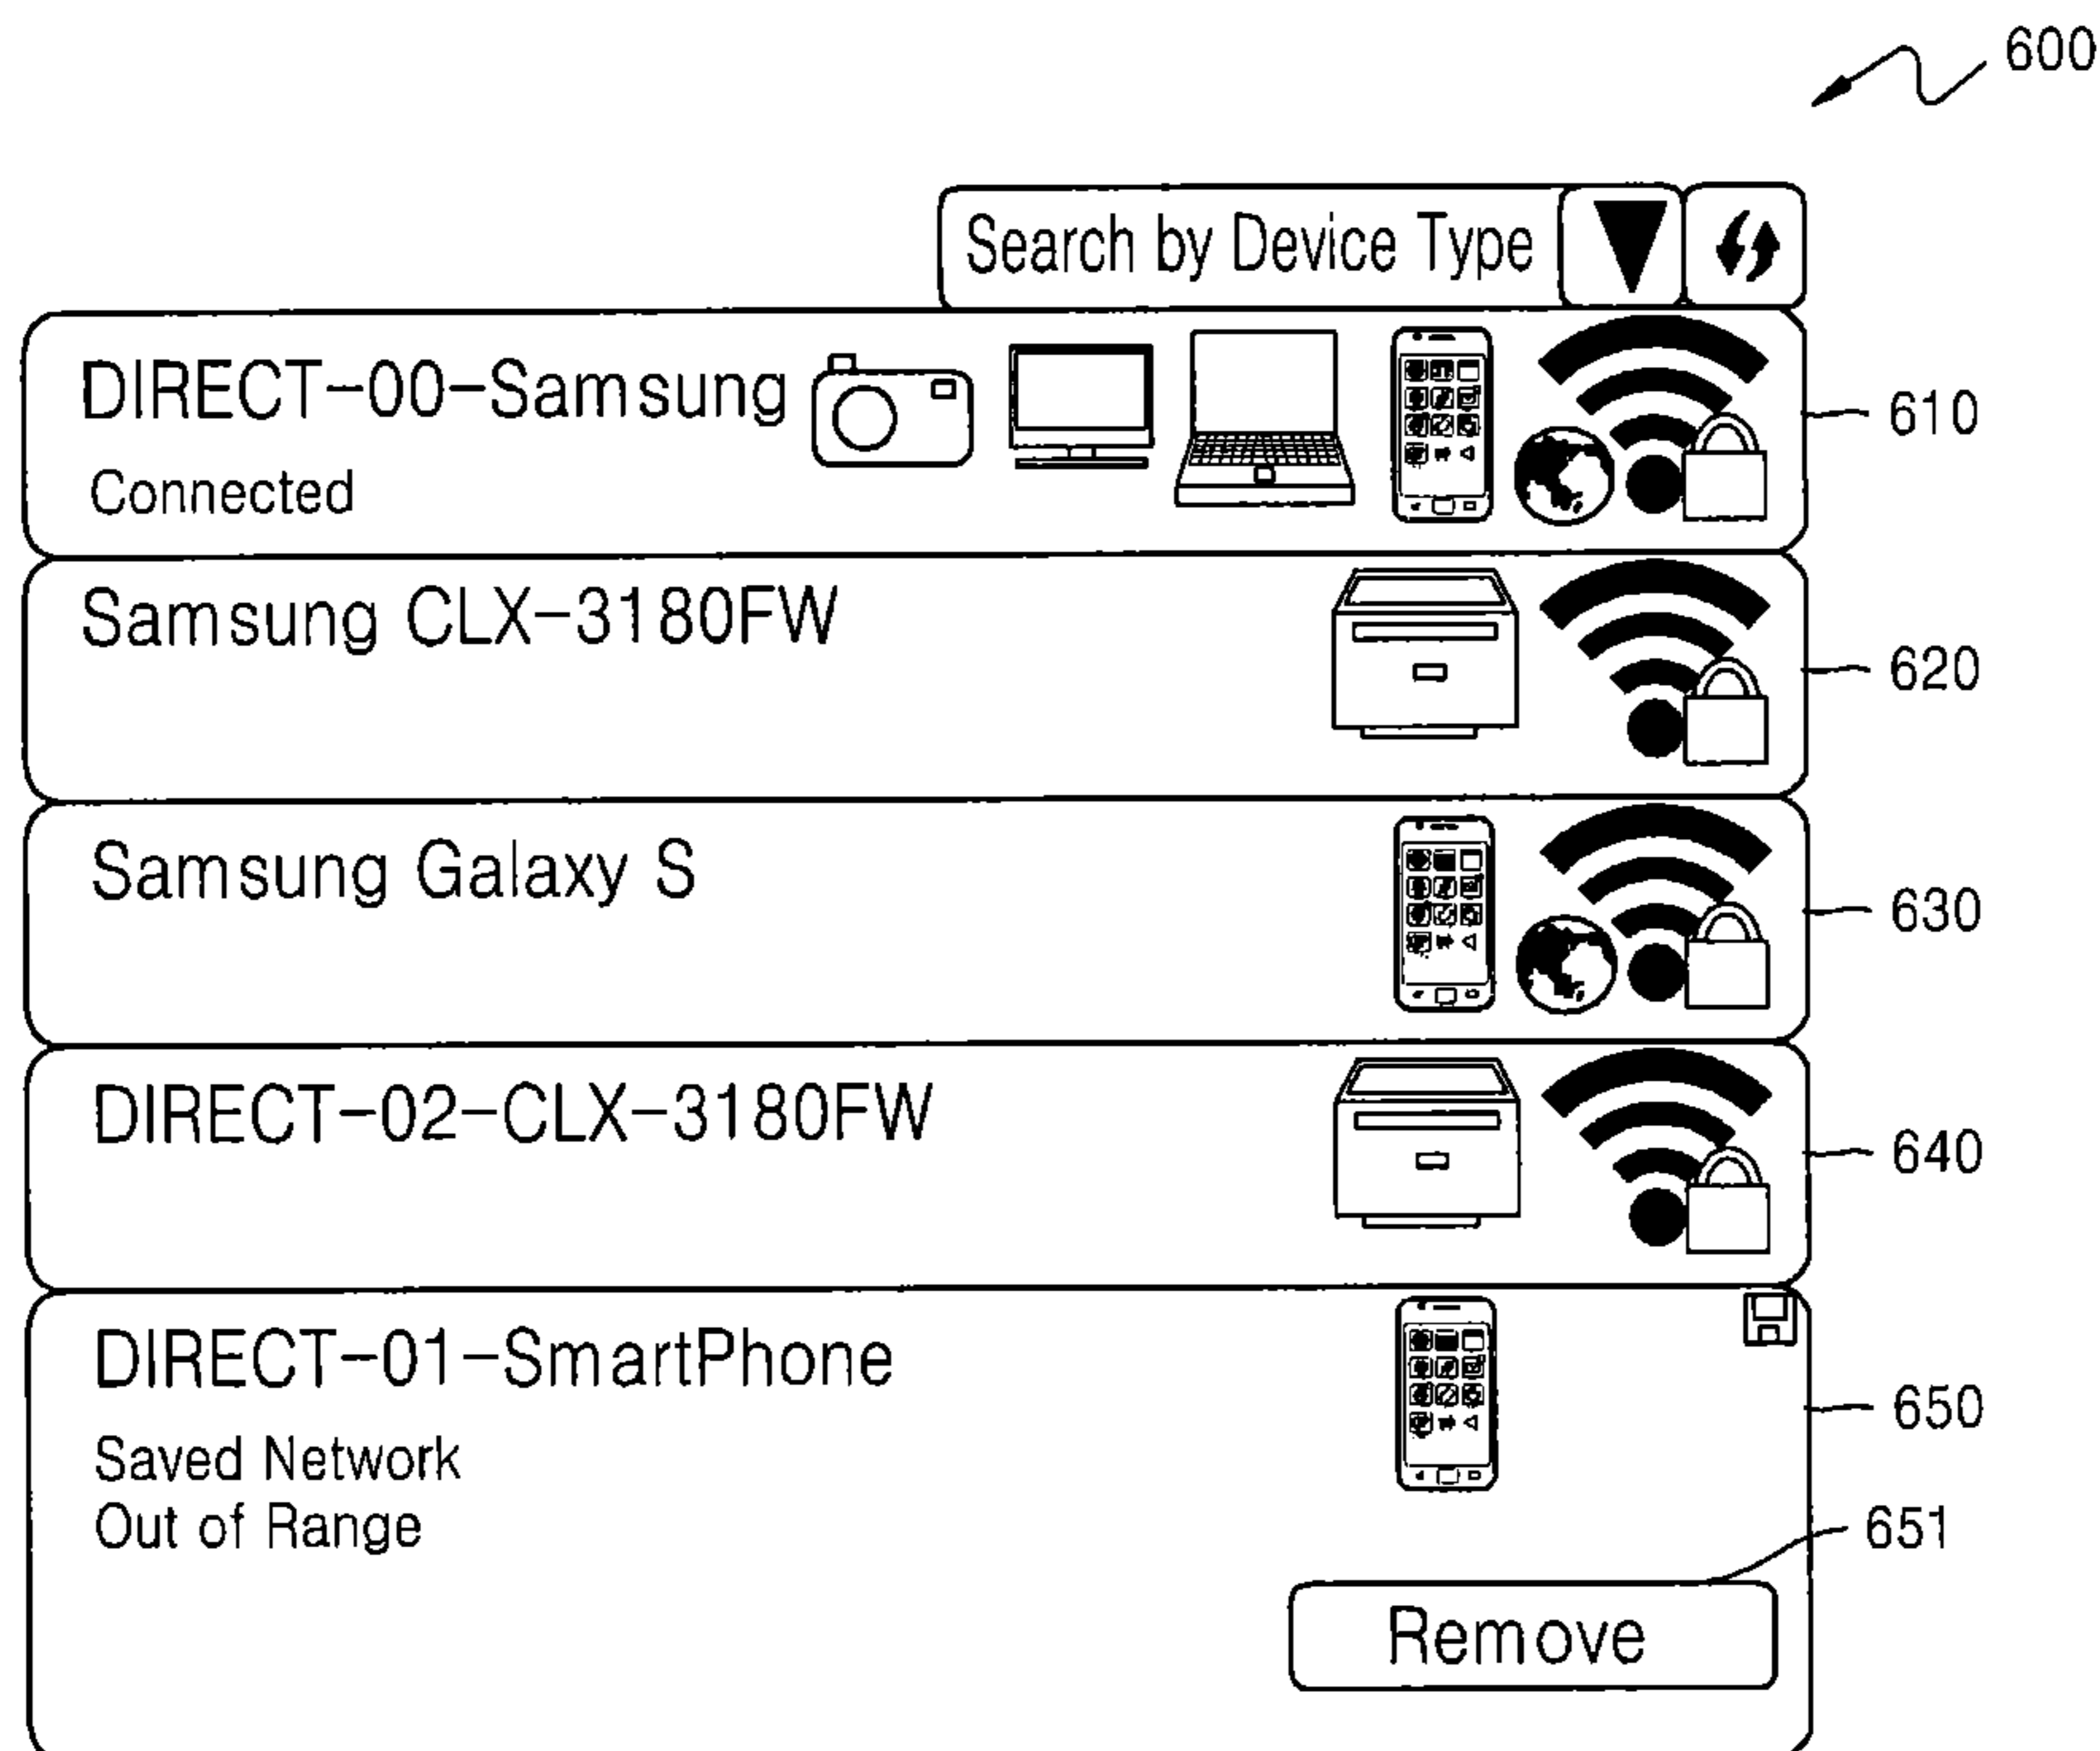 600
Search by Device Type
DIRECT-00-Samsung
Connected
610
Samsung CLX-3180FW
620
Samsung Galaxy S
630
DIRECT-02-CLX-3180FW
640
DIRECT-01-SmartPhone
Saved Network
Out of Range
650
651
Remove